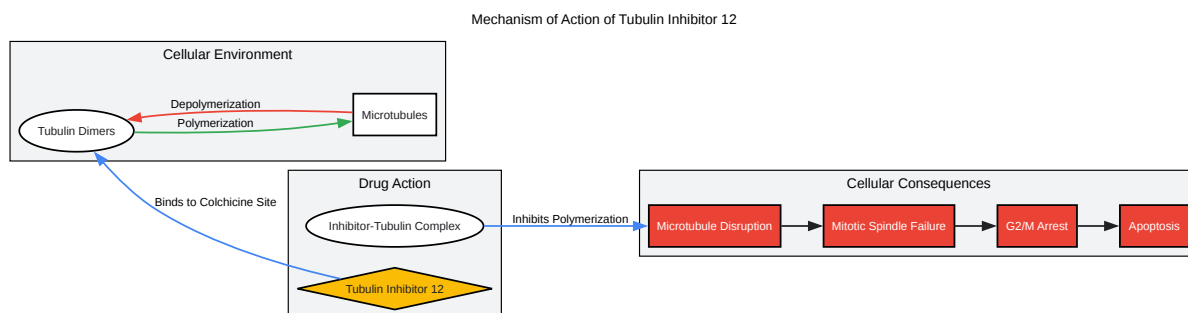 Mechanism of Action of Tubulin Inhibitor 12
Cellular Environment
Depolymerization
Polymerization
Tubulin Dimers
Microtubules
Binds to Colchicine Site
Drug Action
Inhibitor-Tubulin Complex
Tubulin Inhibitor 12
Inhibits Polymerization
Cellular Consequences
Microtubule Disruption
Mitotic Spindle Failure
G2/M Arrest
Apoptosis